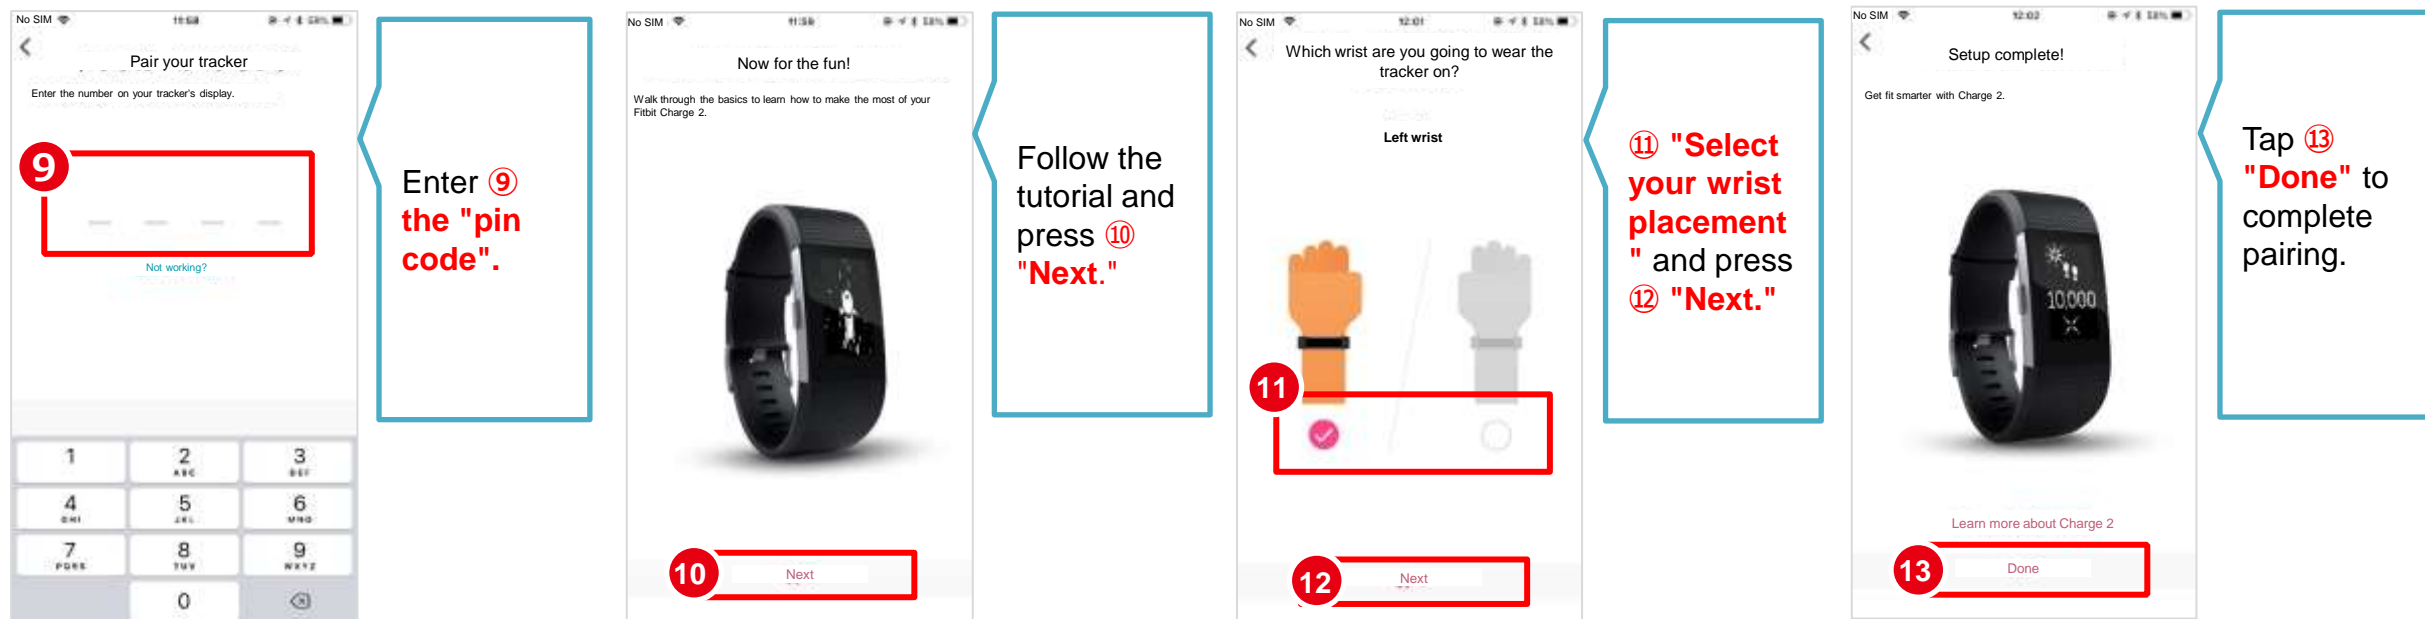 No SIM
11:58
Pair your tracker
Enter the number on your tracker's display.
9
Not working?
1
2
ABC
3
DEF
4
GHI
5
JKL
6
MNO
7
PQRS
8
TUV
9
WXYZ
0
Enter ⑨
the "pin
code".
No SIM
11:58
Now for the fun!
Walk through the basics to learn how to make the most of your
Fitbit Charge 2.
10
Next
Follow the
tutorial and
press ⑩
"Next."
No SIM
12:01
Which wrist are you going to wear the
tracker on?
Left wrist
11
12
Next
⑪ "Select
your wrist
placement
" and press
⑫ "Next."
No SIM
12:02
Setup complete!
Get fit smarter with Charge 2.
10,000
Learn more about Charge 2
13
Done
Tap ⑬
"Done" to
complete
pairing.